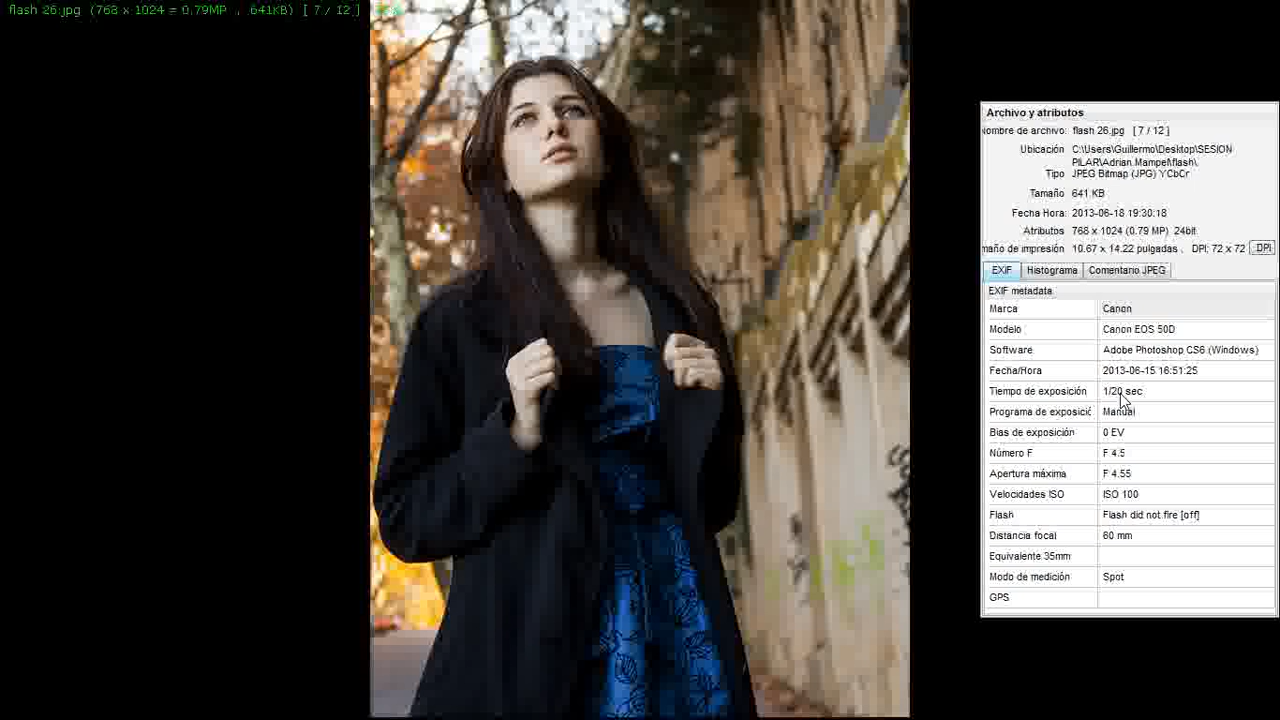 flash 26.jpg (768 x 1024 = 0.79MP , 641KB) [ 7 / 12 ]
Archivo y atributos
Nombre de archivo: flash 26.jpg [ 7 / 12 ]
Ubicación C:\Users\Guillermo\Desktop\SESION
PILAR\Adrian.Mampel\flash\
Tipo JPEG Bitmap (JPG) YCbCr
Tamaño 641 KB
Fecha Hora: 2013-06-18 19:30:18
Atributos 768 x 1024 (0.79 MP) 24bit
maño de impresión 10.67 x 14.22 pulgadas , DPI: 72 x 72 DPI
EXIF Histograma Comentario JPEG
EXIF metadata
Marca Canon
Modelo Canon EOS 50D
Software Adobe Photoshop CS6 (Windows)
Fecha/Hora 2013-06-15 16:51:25
Tiempo de exposición 1/20 sec
Programa de exposició Manual
Bias de exposición 0 EV
Número F F 4.5
Apertura máxima F 4.55
Velocidades ISO ISO 100
Flash Flash did not fire [off]
Distancia focal 60 mm
Equivalente 35mm
Modo de medición Spot
GPS